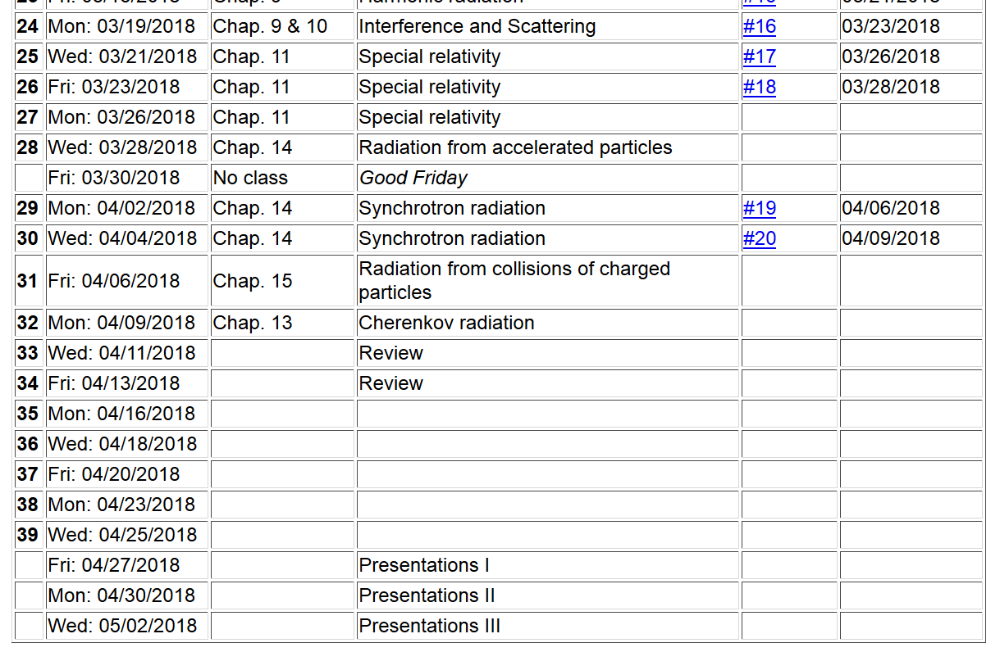 24 Mon: 03/19/2018 Chap. 9 & 10 Interference and Scattering #16 03/23/2018
25 Wed: 03/21/2018 Chap. 11 Special relativity #17 03/26/2018
26 Fri: 03/23/2018 Chap. 11 Special relativity #18 03/28/2018
27 Mon: 03/26/2018 Chap. 11 Special relativity
28 Wed: 03/28/2018 Chap. 14 Radiation from accelerated particles
Fri: 03/30/2018 No class Good Friday
29 Mon: 04/02/2018 Chap. 14 Synchrotron radiation #19 04/06/2018
30 Wed: 04/04/2018 Chap. 14 Synchrotron radiation #20 04/09/2018
31 Fri: 04/06/2018 Chap. 15 Radiation from collisions of charged
particles
32 Mon: 04/09/2018 Chap. 13 Cherenkov radiation
33 Wed: 04/11/2018 Review
34 Fri: 04/13/2018 Review
35 Mon: 04/16/2018
36 Wed: 04/18/2018
37 Fri: 04/20/2018
38 Mon: 04/23/2018
39 Wed: 04/25/2018
Fri: 04/27/2018 Presentations I
Mon: 04/30/2018 Presentations II
Wed: 05/02/2018 Presentations III